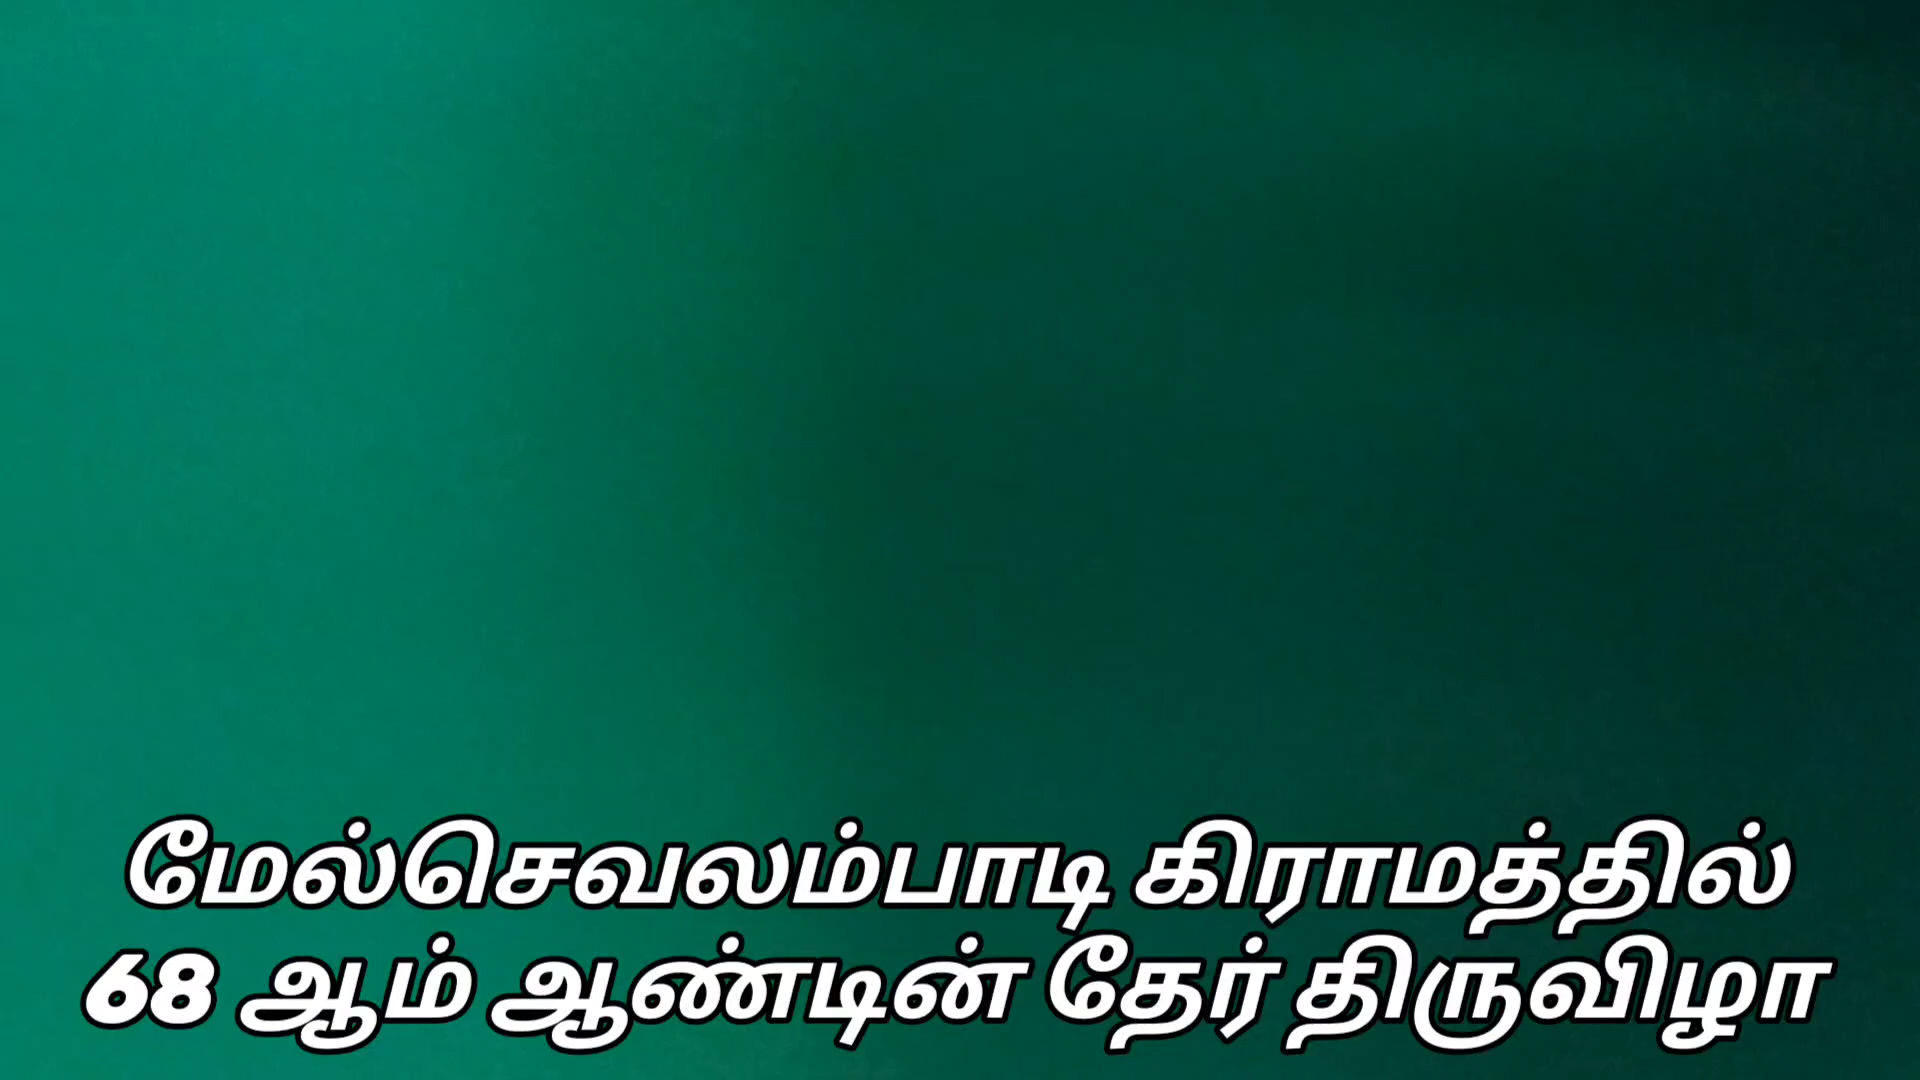 மேல்செவலம்பாடி கிராமத்தில்
68 ஆம் ஆண்டின் தேர் திருவிழா